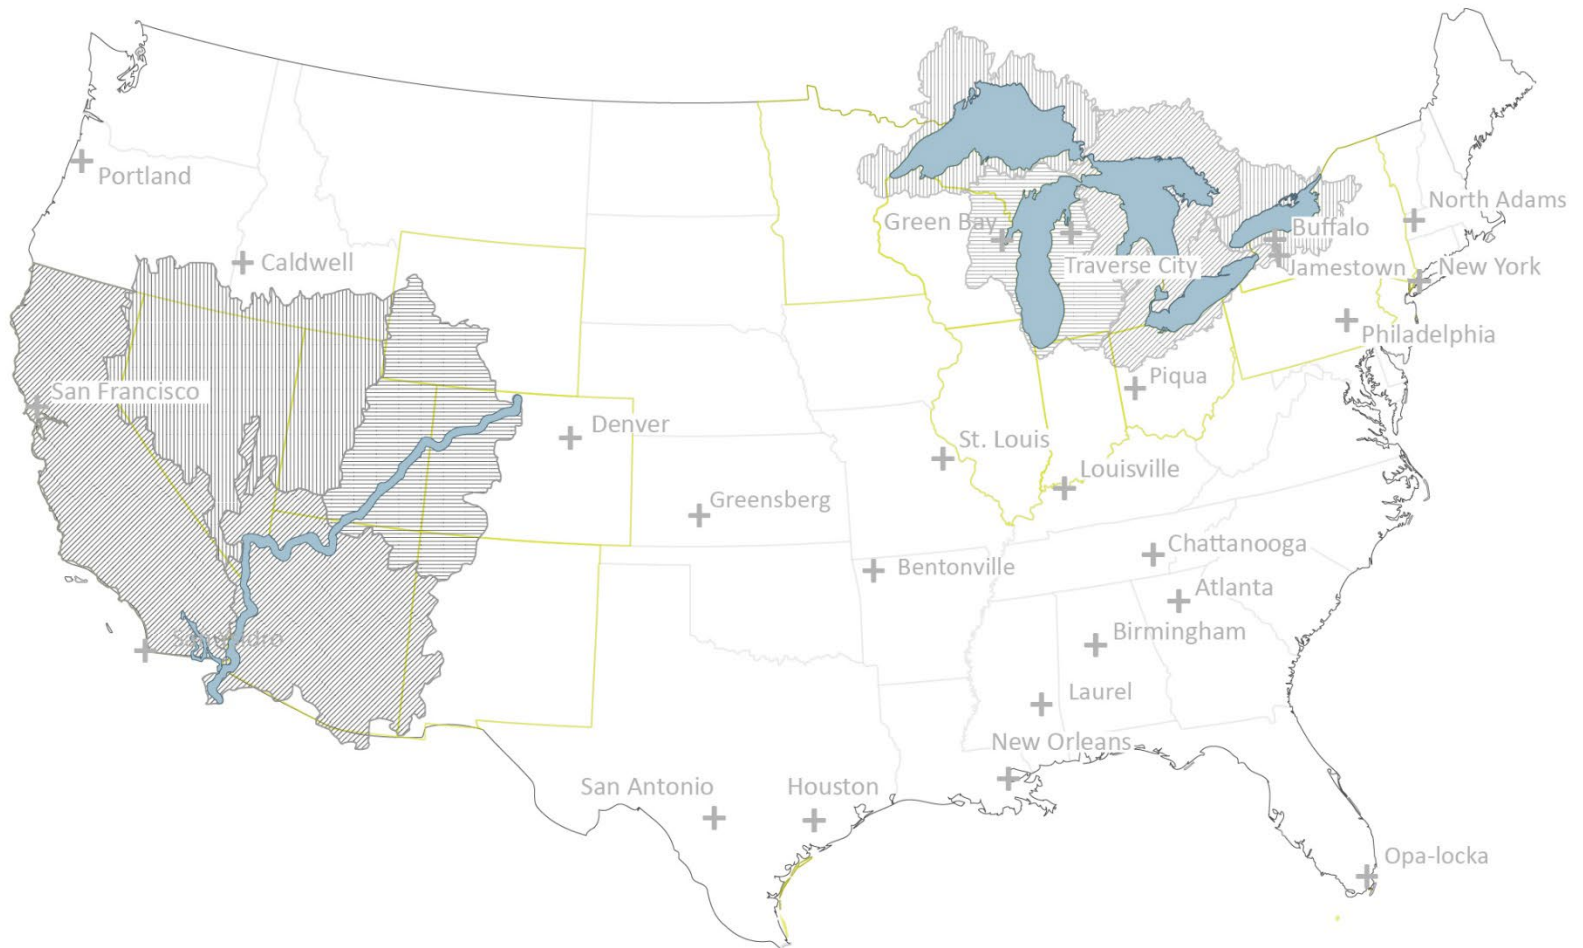 Portland
North Adams
Green Bay
Buffalo
Caldwell
Traverse City
Jamestown
New York
Philadelphia
San Francisco
Piqua
Denver
St. Louis
Louisville
Greensberg
Chattanooga
Bentonville
Atlanta
Birmingham
Laurel
New Orleans
San Antonio
Houston
Opa-locka